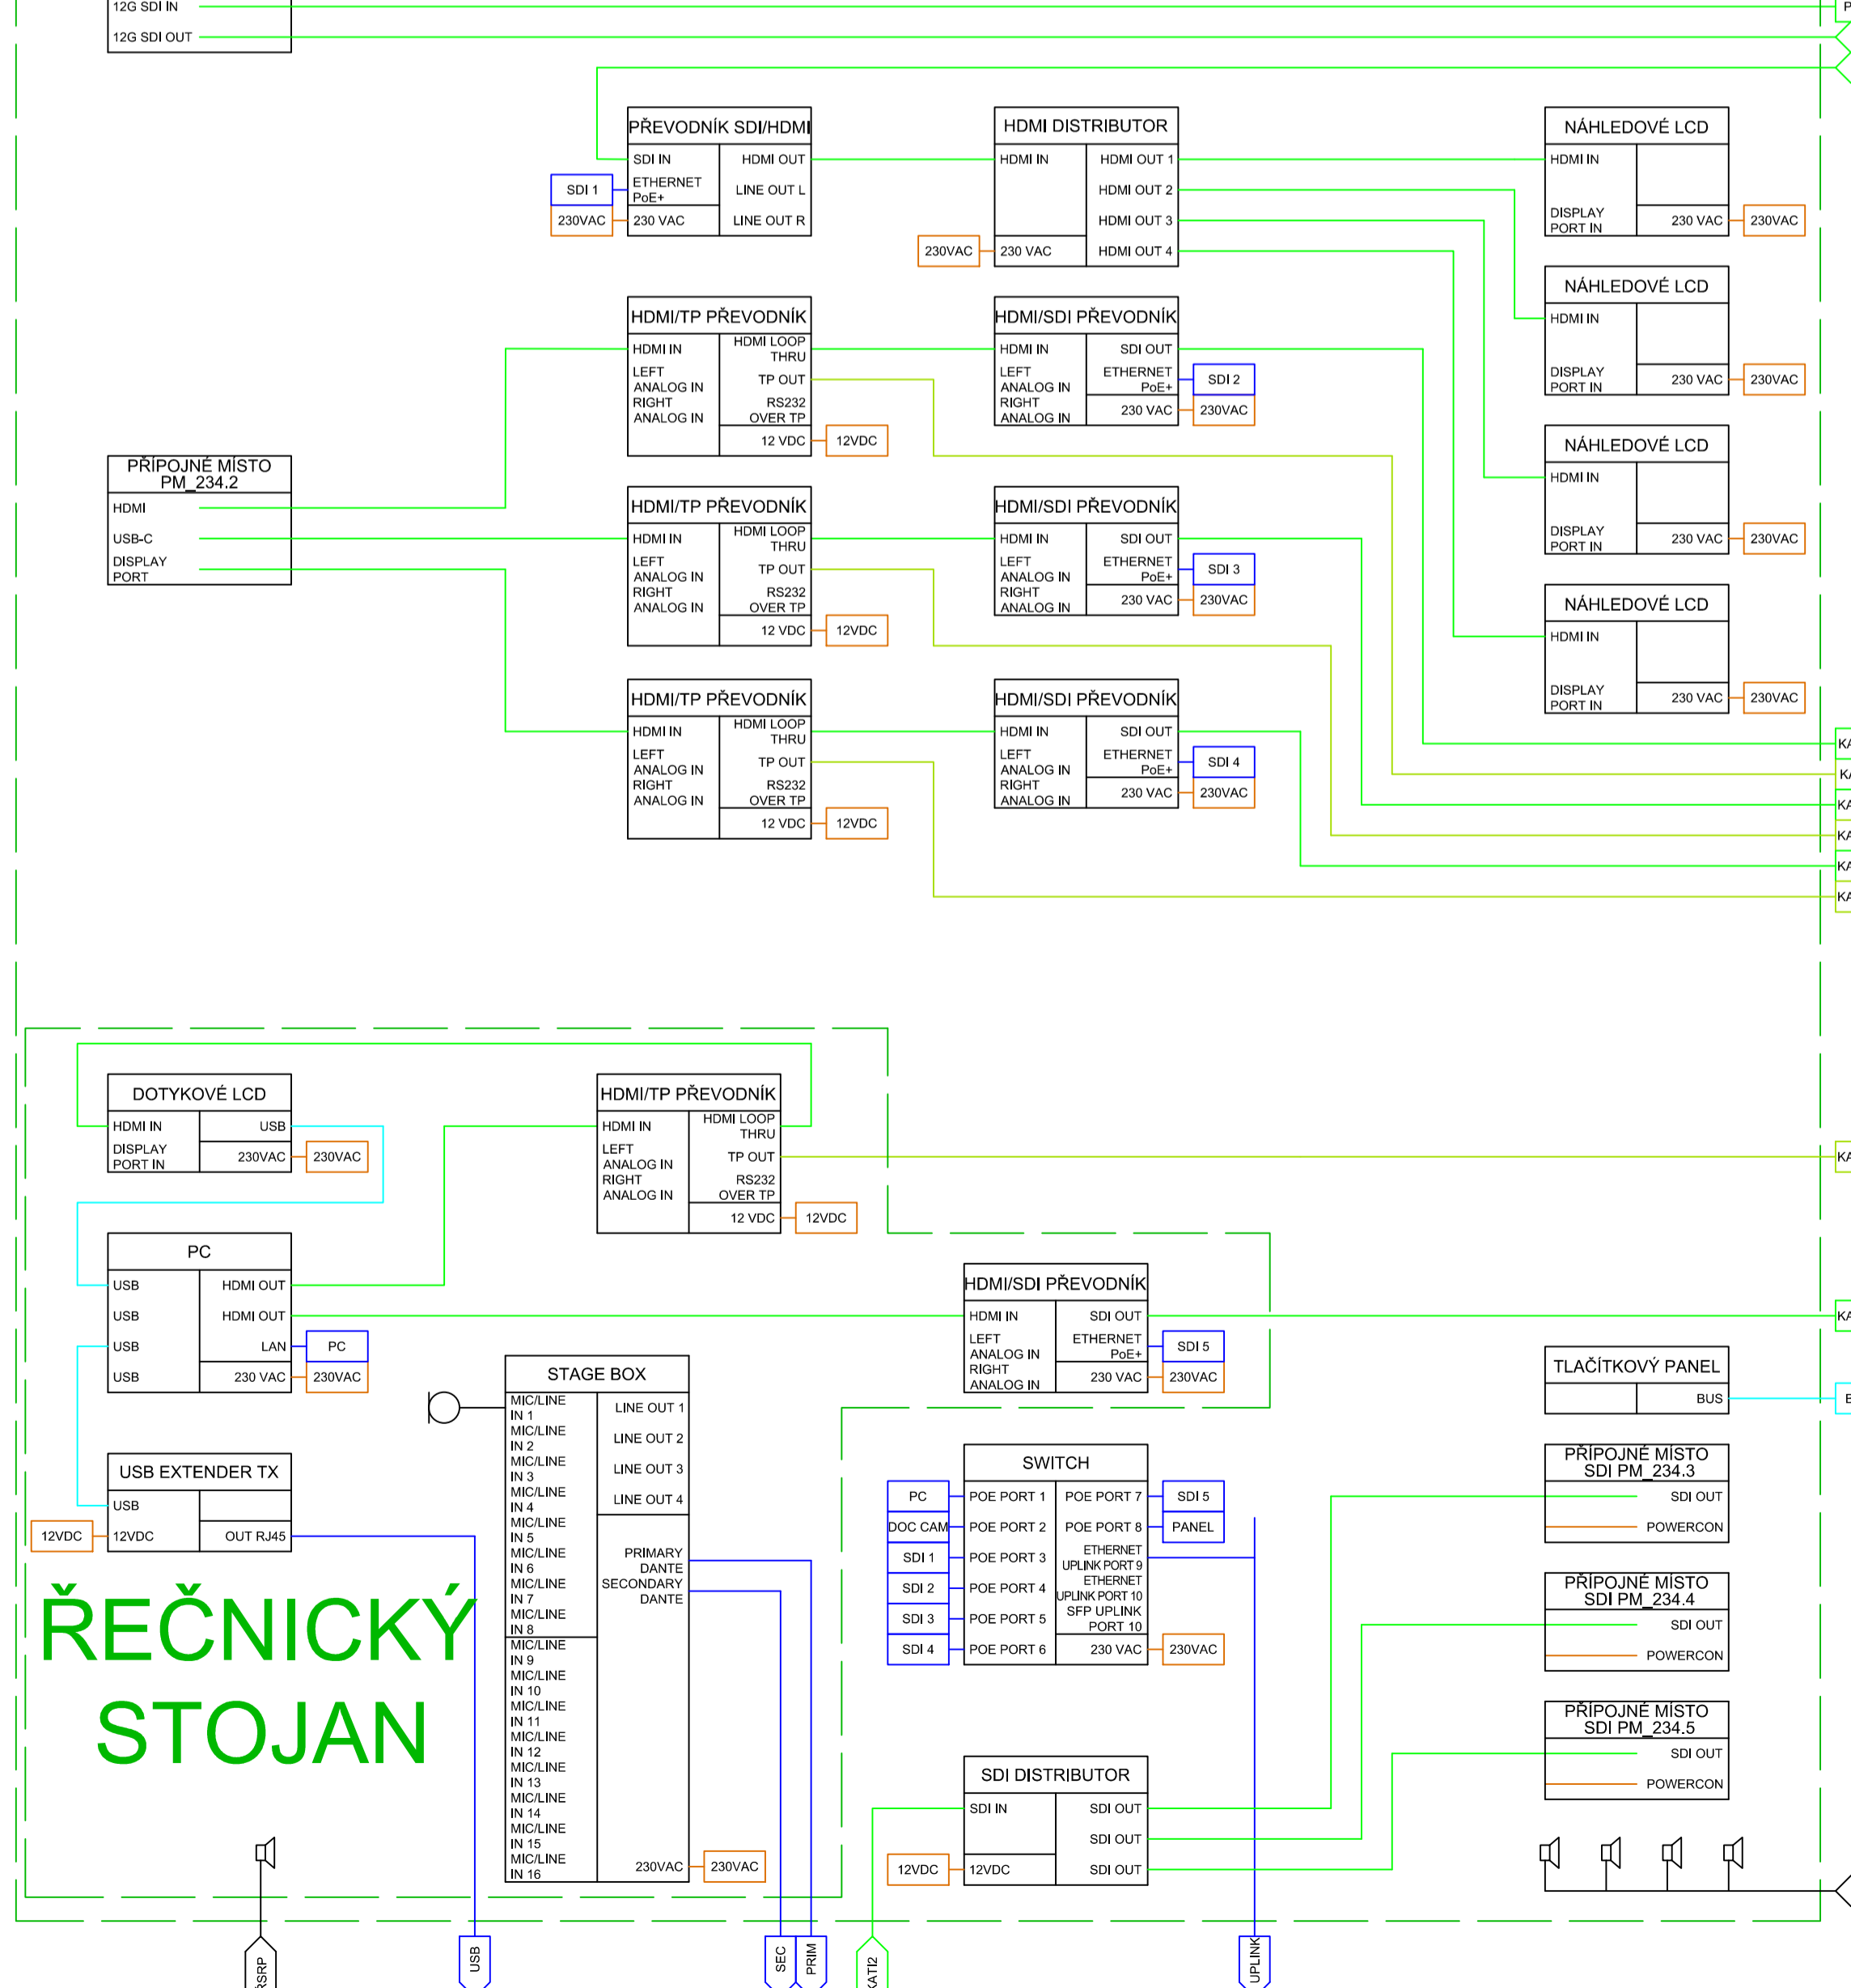 12G SDI IN
12G SDI OUT
PŘEVODNÍK SDI/HDMI
SDI IN
HDMI OUT
ETHERNET
PoE+
LINE OUT L
230 VAC
LINE OUT R
SDI 1
230VAC
HDMI DISTRIBUTOR
HDMI IN
HDMI OUT 1
HDMI OUT 2
HDMI OUT 3
230 VAC
HDMI OUT 4
230VAC
NÁHLEDOVÉ LCD
HDMI IN
DISPLAY
PORT IN
230 VAC
230VAC
NÁHLEDOVÉ LCD
HDMI IN
DISPLAY
PORT IN
230 VAC
230VAC
NÁHLEDOVÉ LCD
HDMI IN
DISPLAY
PORT IN
230 VAC
230VAC
NÁHLEDOVÉ LCD
HDMI IN
DISPLAY
PORT IN
230 VAC
230VAC
PŘÍPOJNÉ MÍSTO
PM_234.2
HDMI
USB-C
DISPLAY
PORT
HDMI/TP PŘEVODNÍK
HDMI IN
HDMI LOOP
THRU
LEFT
ANALOG IN
TP OUT
RIGHT
ANALOG IN
RS232
OVER TP
12 VDC
12VDC
HDMI/SDI PŘEVODNÍK
HDMI IN
SDI OUT
LEFT
ANALOG IN
ETHERNET
PoE+
RIGHT
ANALOG IN
230 VAC
SDI 2
230VAC
HDMI/TP PŘEVODNÍK
HDMI IN
HDMI LOOP
THRU
LEFT
ANALOG IN
TP OUT
RIGHT
ANALOG IN
RS232
OVER TP
12 VDC
12VDC
HDMI/SDI PŘEVODNÍK
HDMI IN
SDI OUT
LEFT
ANALOG IN
ETHERNET
PoE+
RIGHT
ANALOG IN
230 VAC
SDI 3
230VAC
HDMI/TP PŘEVODNÍK
HDMI IN
HDMI LOOP
THRU
LEFT
ANALOG IN
TP OUT
RIGHT
ANALOG IN
RS232
OVER TP
12 VDC
12VDC
HDMI/SDI PŘEVODNÍK
HDMI IN
SDI OUT
LEFT
ANALOG IN
ETHERNET
PoE+
RIGHT
ANALOG IN
230 VAC
SDI 4
230VAC
DOTYKOVÉ LCD
HDMI IN
USB
DISPLAY
PORT IN
230VAC
230VAC
HDMI/TP PŘEVODNÍK
HDMI IN
HDMI LOOP
THRU
LEFT
ANALOG IN
TP OUT
RIGHT
ANALOG IN
RS232
OVER TP
12 VDC
12VDC
PC
USB
HDMI OUT
USB
HDMI OUT
USB
LAN
USB
230 VAC
PC
230VAC
HDMI/SDI PŘEVODNÍK
HDMI IN
SDI OUT
LEFT
ANALOG IN
ETHERNET
PoE+
RIGHT
ANALOG IN
230 VAC
SDI 5
230VAC
USB EXTENDER TX
USB
12VDC
OUT RJ45
12VDC
STAGE BOX
MIC/LINE
IN 1
MIC/LINE
IN 2
MIC/LINE
IN 3
MIC/LINE
IN 4
MIC/LINE
IN 5
MIC/LINE
IN 6
MIC/LINE
IN 7
MIC/LINE
IN 8
MIC/LINE
IN 9
MIC/LINE
IN 10
MIC/LINE
IN 11
MIC/LINE
IN 12
MIC/LINE
IN 13
MIC/LINE
IN 14
MIC/LINE
IN 15
MIC/LINE
IN 16
LINE OUT 1
LINE OUT 2
LINE OUT 3
LINE OUT 4
PRIMARY
DANTE
SECONDARY
DANTE
230VAC
230VAC
ŘEČNICKÝ
STOJAN
SWITCH
PC
DOC CAM
SDI 1
SDI 2
SDI 3
SDI 4
POE PORT 1
POE PORT 2
POE PORT 3
POE PORT 4
POE PORT 5
POE PORT 6
POE PORT 7
POE PORT 8
ETHERNET
UPLINK PORT 9
ETHERNET
UPLINK PORT 10
SFP UPLINK
PORT 10
230 VAC
SDI 5
PANEL
230VAC
SDI DISTRIBUTOR
SDI IN
SDI OUT
SDI OUT
12VDC
SDI OUT
12VDC
TLAČÍTKOVÝ PANEL
BUS
PŘÍPOJNÉ MÍSTO
SDI PM_234.3
SDI OUT
POWERCON
PŘÍPOJNÉ MÍSTO
SDI PM_234.4
SDI OUT
POWERCON
PŘÍPOJNÉ MÍSTO
SDI PM_234.5
SDI OUT
POWERCON
USB
SEC
PRIM
UPLINK